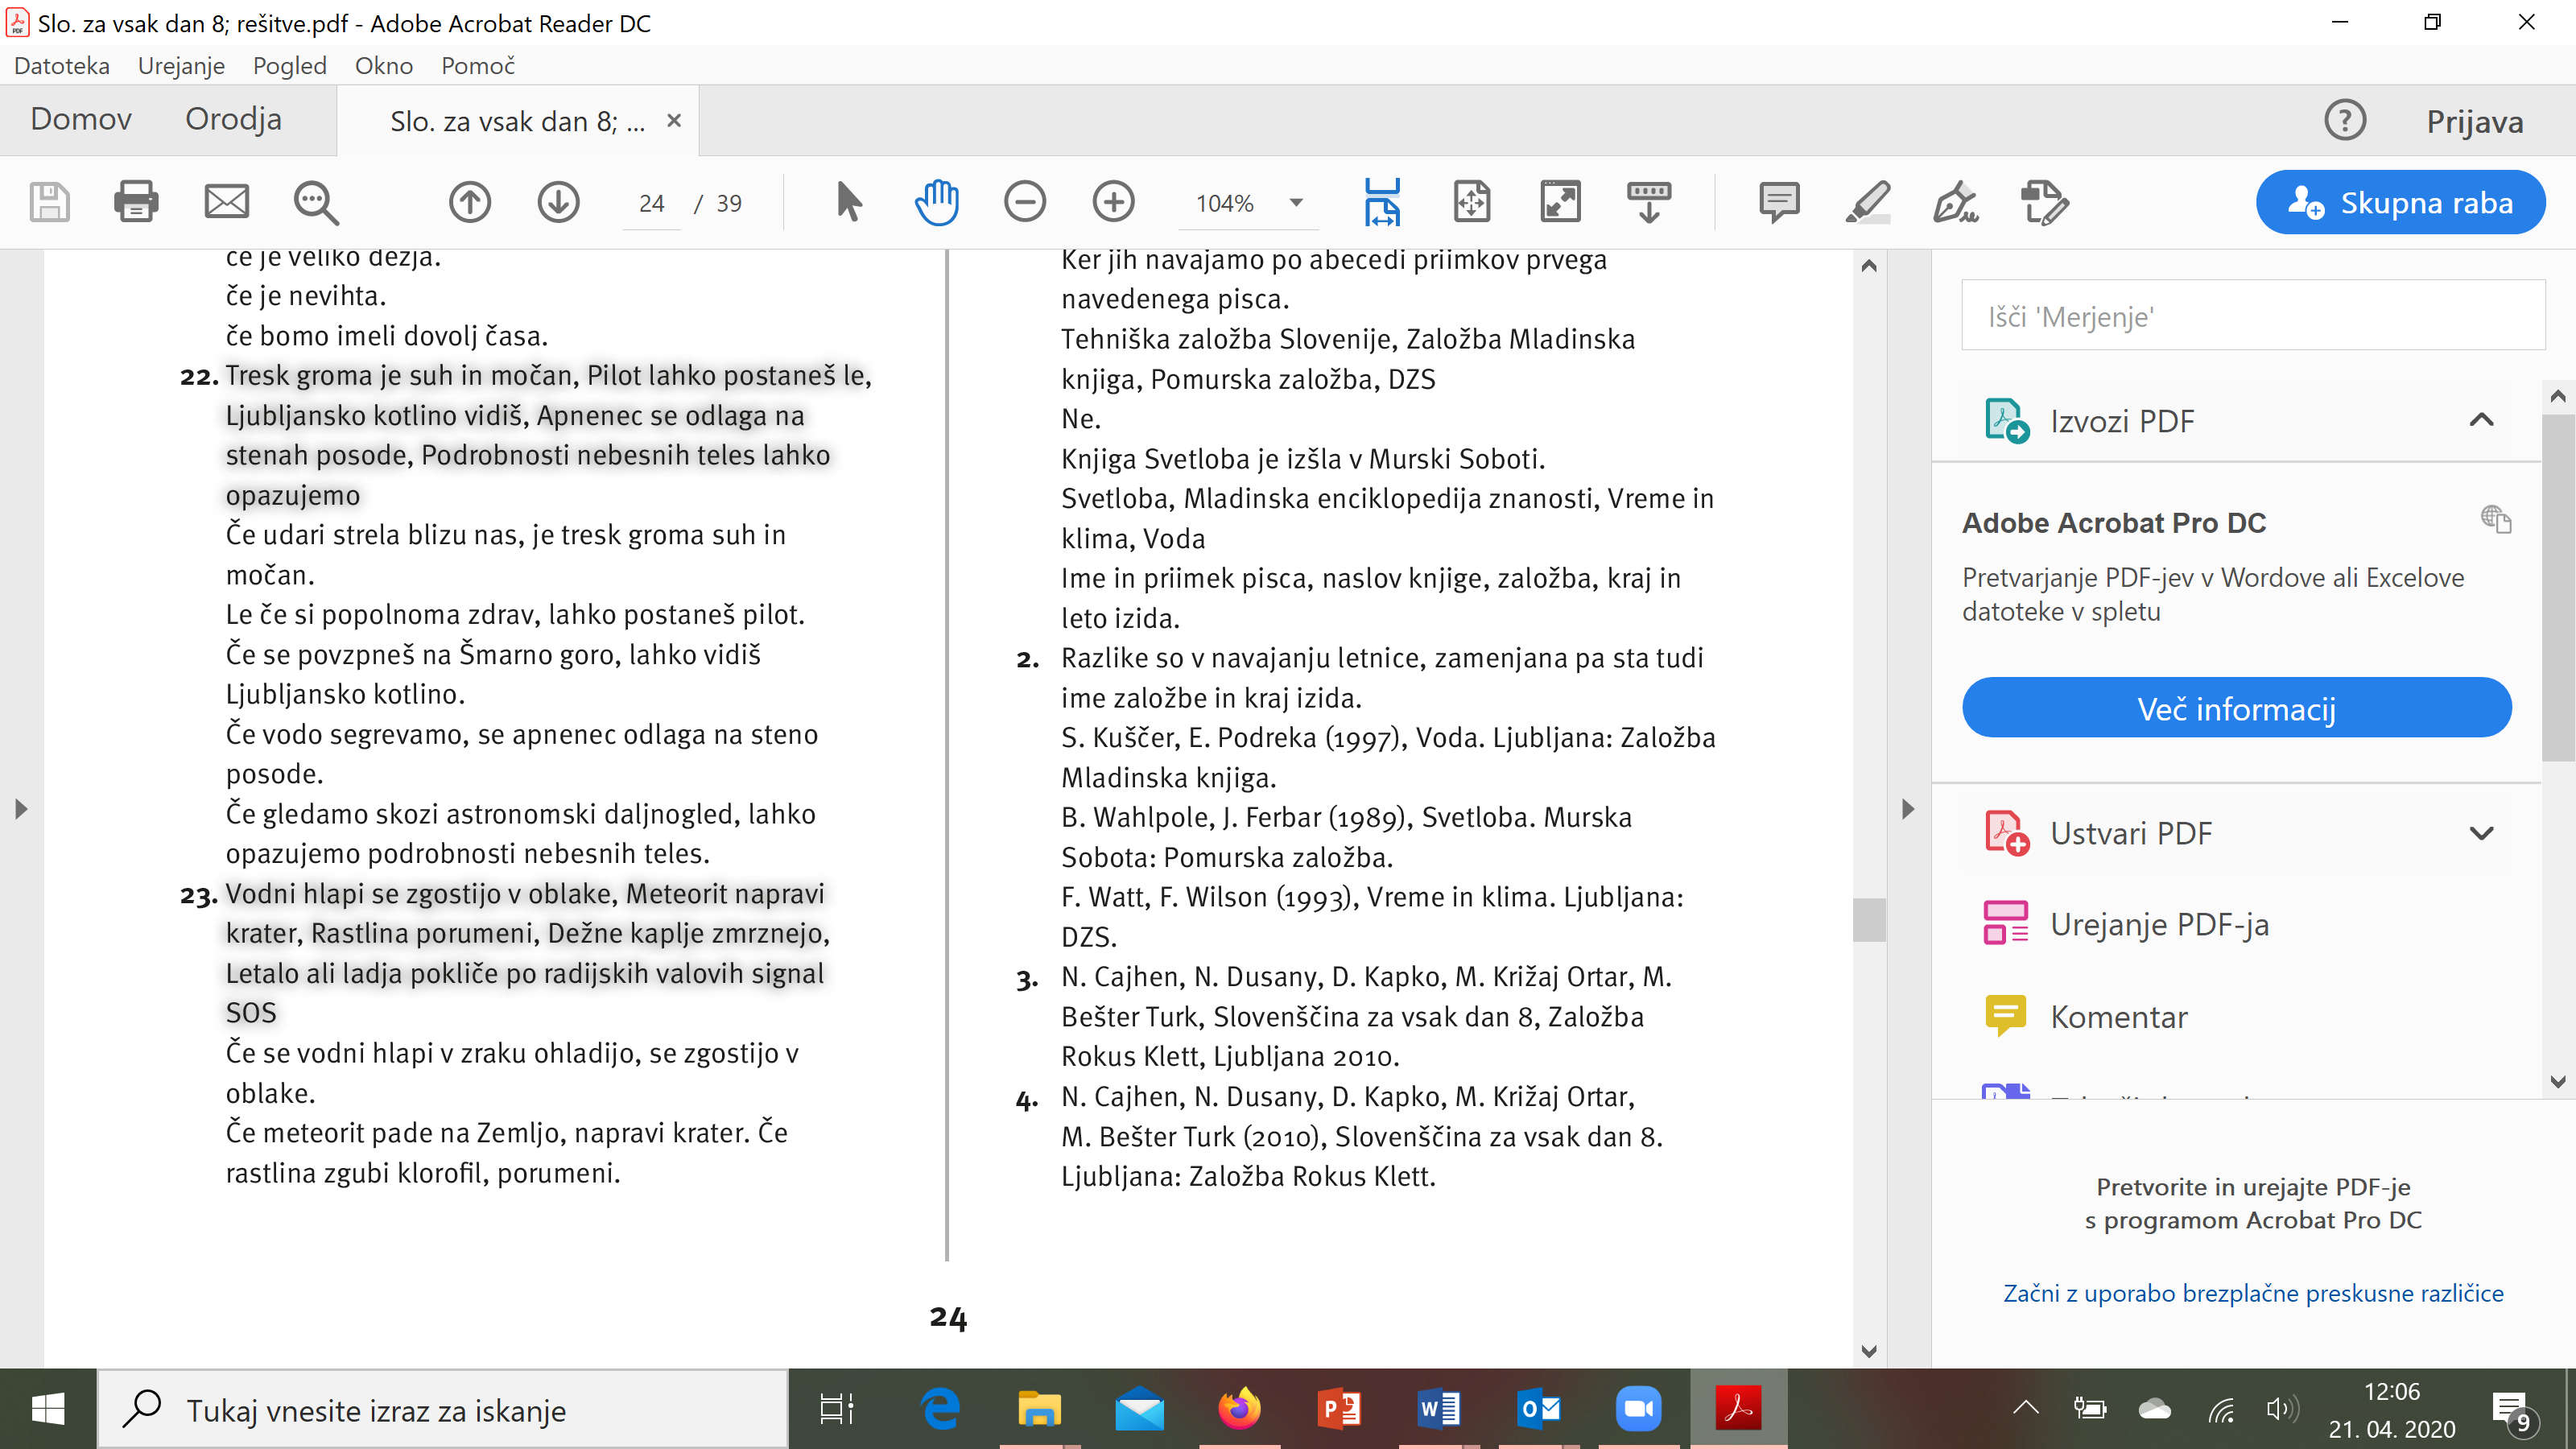 Slo. za vsak dan 8; rešitve.pdf - Adobe Acrobat Reader DC
Datoteka Urejanje Pogled Okno Pomoč
Domov Orodja Slo. za vsak dan 8; ... × Prijava
24 / 39 104% Skupna raba
če je veliko dežja.
če je nevihta.
če bomo imeli dovolj časa.
22. Tresk groma je suh in močan, Pilot lahko postaneš le,
Ljubljansko kotlino vidiš, Apnenec se odlaga na
stenah posode, Podrobnosti nebesnih teles lahko
opazujemo
Če udari strela blizu nas, je tresk groma suh in
močan.
Le če si popolnoma zdrav, lahko postaneš pilot.
Če se povzpneš na Šmarno goro, lahko vidiš
Ljubljansko kotlino.
Če vodo segrevamo, se apnenec odlaga na steno
posode.
Če gledamo skozi astronomski daljnogled, lahko
opazujemo podrobnosti nebesnih teles.
23. Vodni hlapi se zgostijo v oblake, Meteorit napravi
krater, Rastlina porumeni, Dežne kaplje zmrznejo,
Letalo ali ladja pokliče po radijskih valovih signal
SOS
Če se vodni hlapi v zraku ohladijo, se zgostijo v
oblake.
Če meteorit pade na Zemljo, napravi krater. Če
rastlina zgubi klorofil, porumeni.
Ker jih navajamo po abecedi priimkov prvega
navedenega pisca.
Tehniška založba Slovenije, Založba Mladinska
knjiga, Pomurska založba, DZS
Ne.
Knjiga Svetloba je izšla v Murski Soboti.
Svetloba, Mladinska enciklopedija znanosti, Vreme in
klima, Voda
Ime in priimek pisca, naslov knjige, založba, kraj in
leto izida.
2. Razlike so v navajanju letnice, zamenjana pa sta tudi
ime založbe in kraj izida.
S. Kuščer, E. Podreka (1997), Voda. Ljubljana: Založba
Mladinska knjiga.
B. Wahlpole, J. Ferbar (1989), Svetloba. Murska
Sobota: Pomurska založba.
F. Watt, F. Wilson (1993), Vreme in klima. Ljubljana:
DZS.
3. N. Cajhen, N. Dusany, D. Kapko, M. Križaj Ortar, M.
Bešter Turk, Slovenščina za vsak dan 8, Založba
Rokus Klett, Ljubljana 2010.
4. N. Cajhen, N. Dusany, D. Kapko, M. Križaj Ortar,
M. Bešter Turk (2010), Slovenščina za vsak dan 8.
Ljubljana: Založba Rokus Klett.
24
Išči 'Merjenje'
Izvozi PDF
Adobe Acrobat Pro DC
Pretvarjanje PDF-jev v Wordove ali Excelove
datoteke v spletu
Več informacij
Ustvari PDF
Urejanje PDF-ja
Komentar
Pretvorite in urejajte PDF-je
s programom Acrobat Pro DC
Začni z uporabo brezplačne preskusne različice
Tukaj vnesite izraz za iskanje
12:06
21. 04. 2020
9